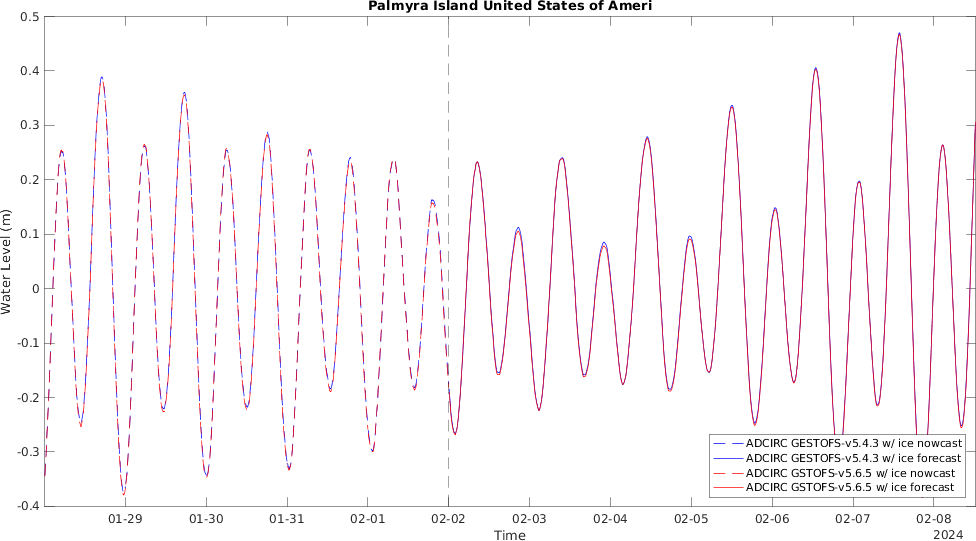 Palmyra Island United States of Ameri
Water Level (m)
0.5
0.4
0.3
0.2
0.1
0
-0.1
-0.2
-0.3
-0.4
ADCIRC GESTOFS-v5.4.3 w/ ice nowcast
ADCIRC GESTOFS-v5.4.3 w/ ice forecast
ADCIRC GSTOFS-v5.6.5 w/ ice nowcast
ADCIRC GSTOFS-v5.6.5 w/ ice forecast
01-29 01-30 01-31 02-01 02-02 02-03 02-04 02-05 02-06 02-07 02-08
Time
2024